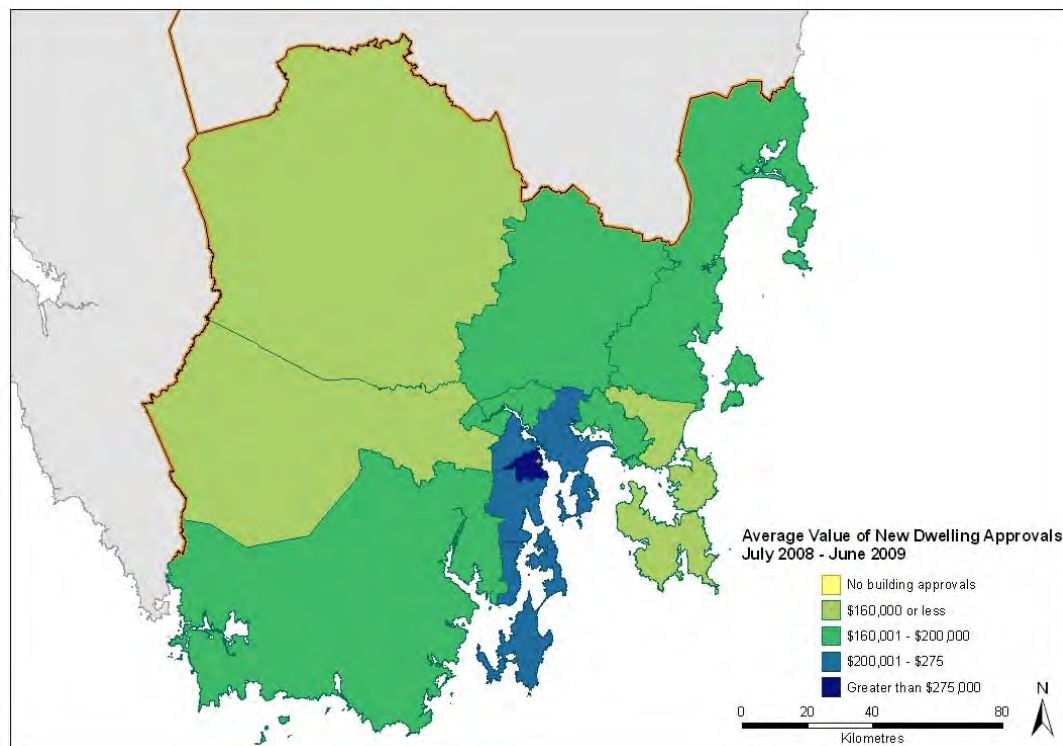 Average Value of New Dwelling Approvals
July 2008 - June 2009
No building approvals
$160,000 or less
$160,001 - $200,000
$200,001 - $275
Greater than $275,000
N
0 20 40 80
Kilometres